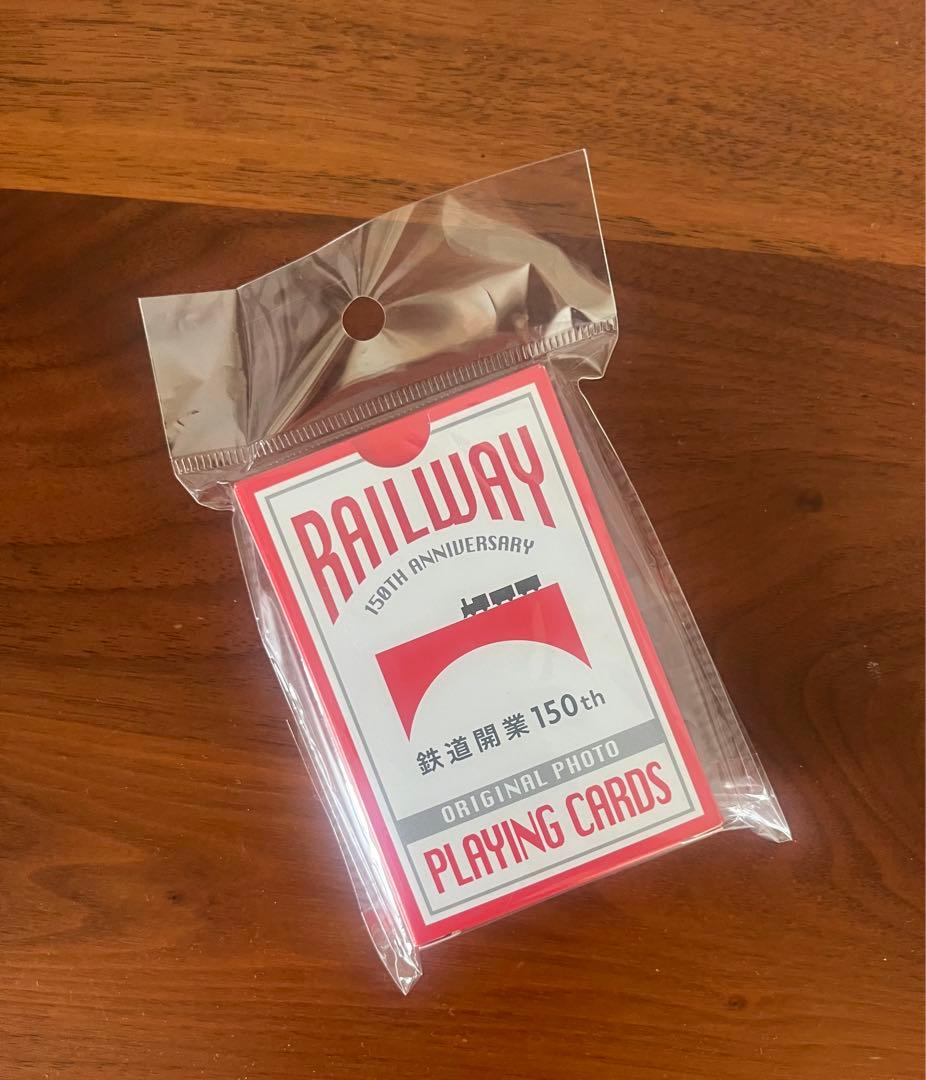 RAILWAY
150TH ANNIVERSARY
鉄道開業150th
ORIGINAL PHOTO
PLAYING CARDS